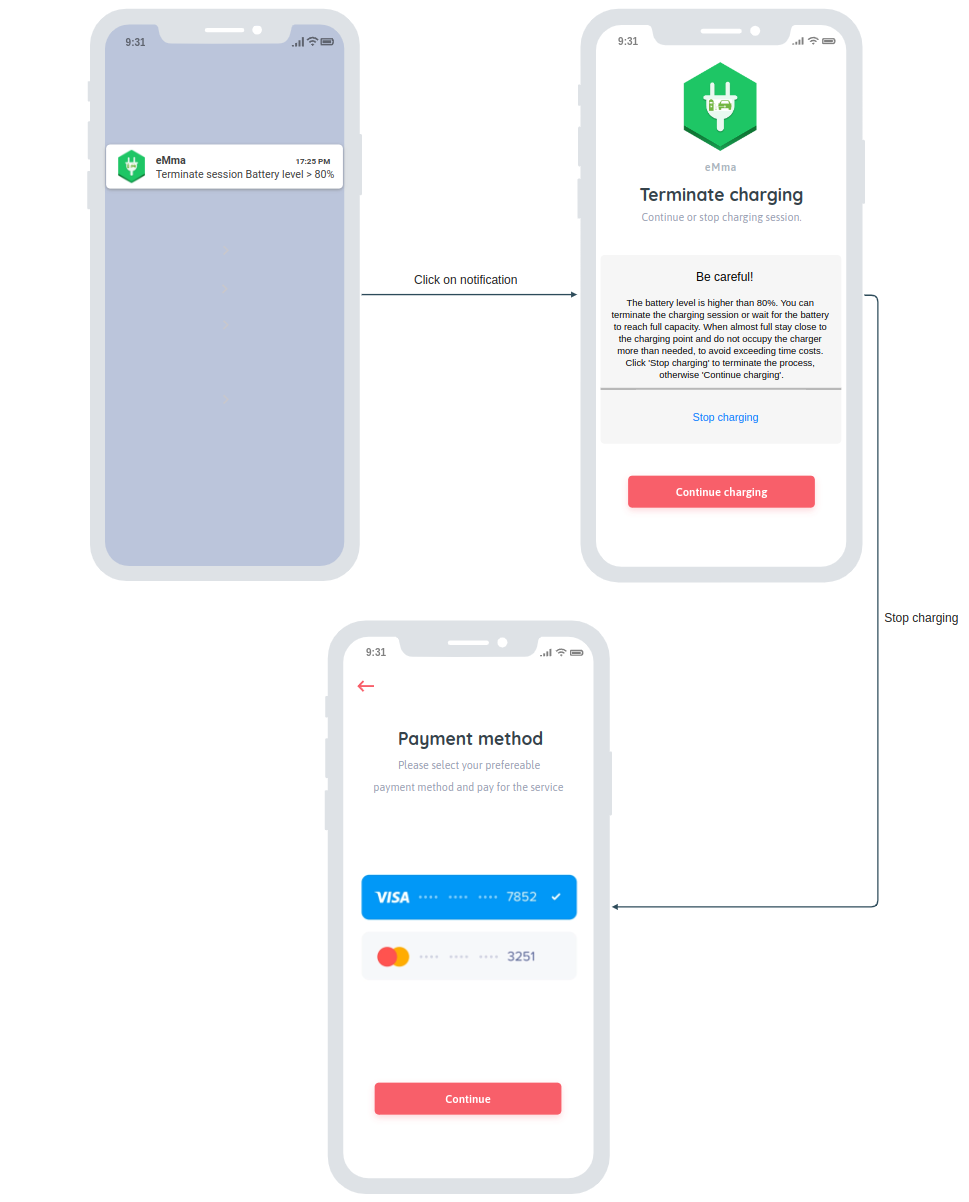 9:31
eMma
17:25 PM
Terminate session Battery level > 80%
Click on notification
9:31
eMma
Terminate charging
Continue or stop charging session.
Be careful!
The battery level is higher than 80%. You can
terminate the charging session or wait for the battery
to reach full capacity. When almost full stay close to
the charging point and do not occupy the charger
more than needed, to avoid exceeding time costs.
Click 'Stop charging' to terminate the process,
otherwise 'Continue charging'.
Stop charging
Continue charging
Stop charging
9:31
Payment method
Please select your prefereable
payment method and pay for the service
VISA •••• •••• •••• 7852
•••• •••• •••• 3251
Continue